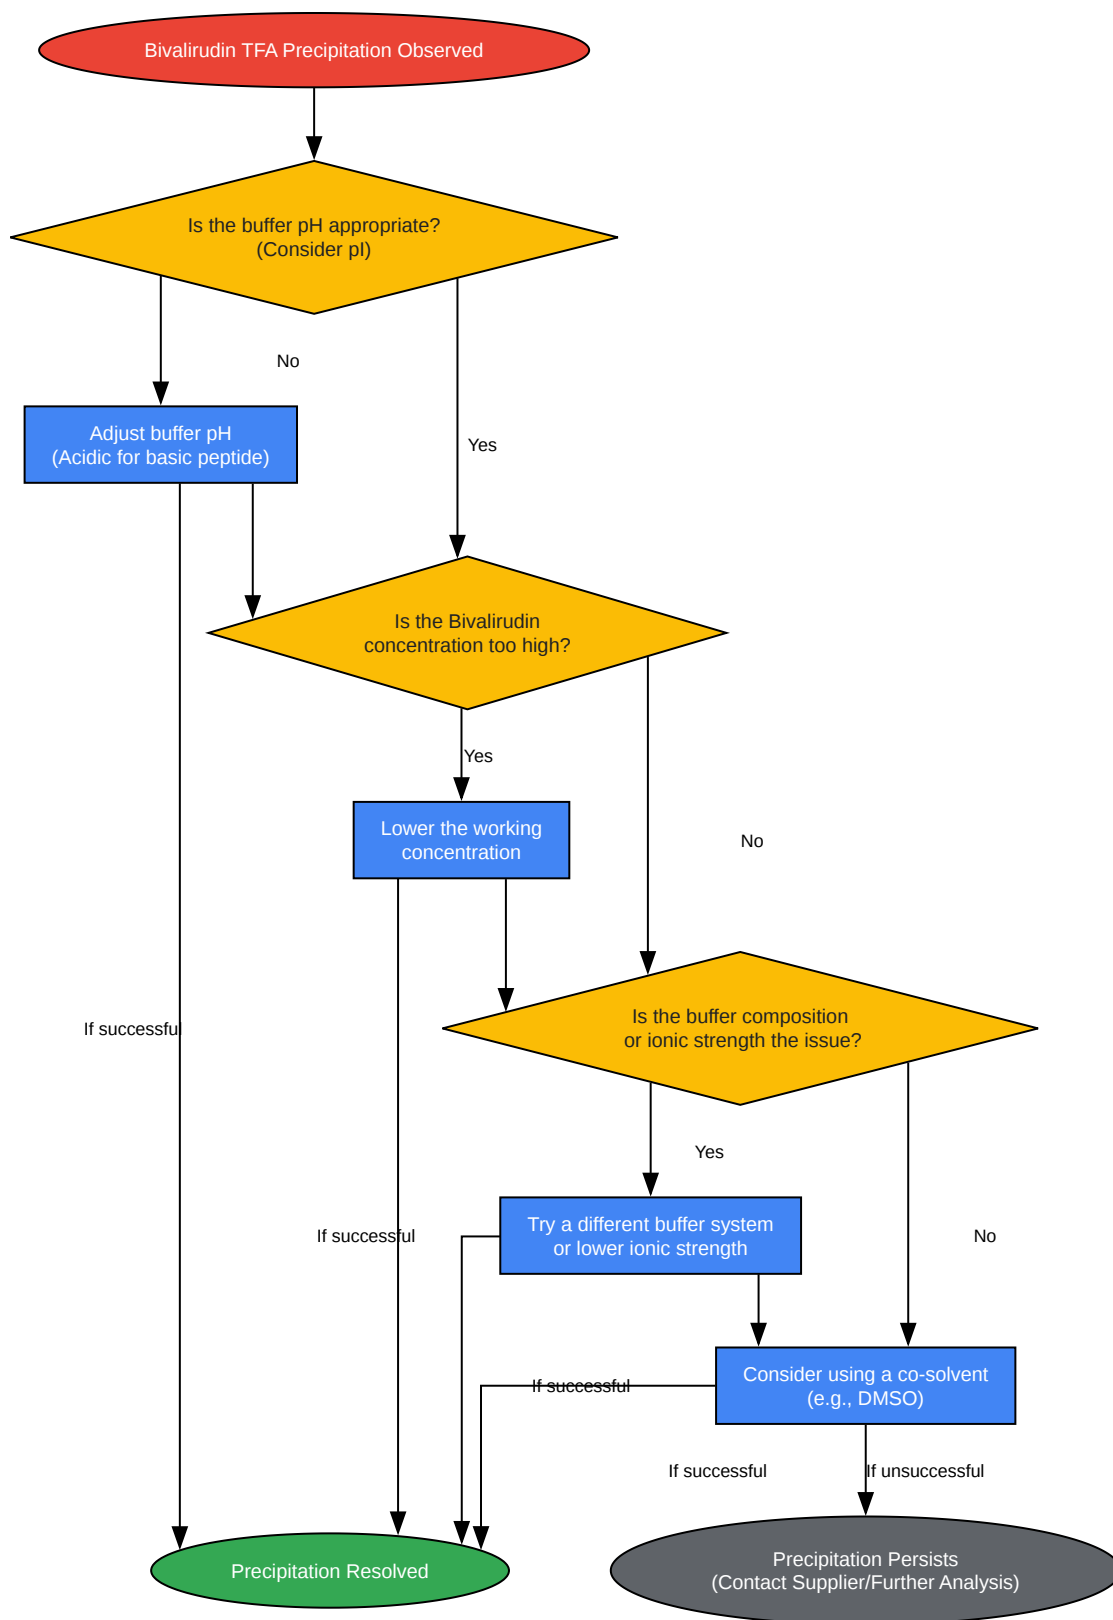 Bivalirudin TFA Precipitation Observed
Is the buffer pH appropriate?
(Consider pI)
No
Adjust buffer pH
(Acidic for basic peptide)
Yes
Is the Bivalirudin
concentration too high?
Yes
Lower the working
concentration
No
Is the buffer composition
or ionic strength the issue?
If successful
Yes
Try a different buffer system
or lower ionic strength
If successful
No
Consider using a co-solvent
(e.g., DMSO)
If successful
If successful
If unsuccessful
Precipitation Resolved
Precipitation Persists
(Contact Supplier/Further Analysis)